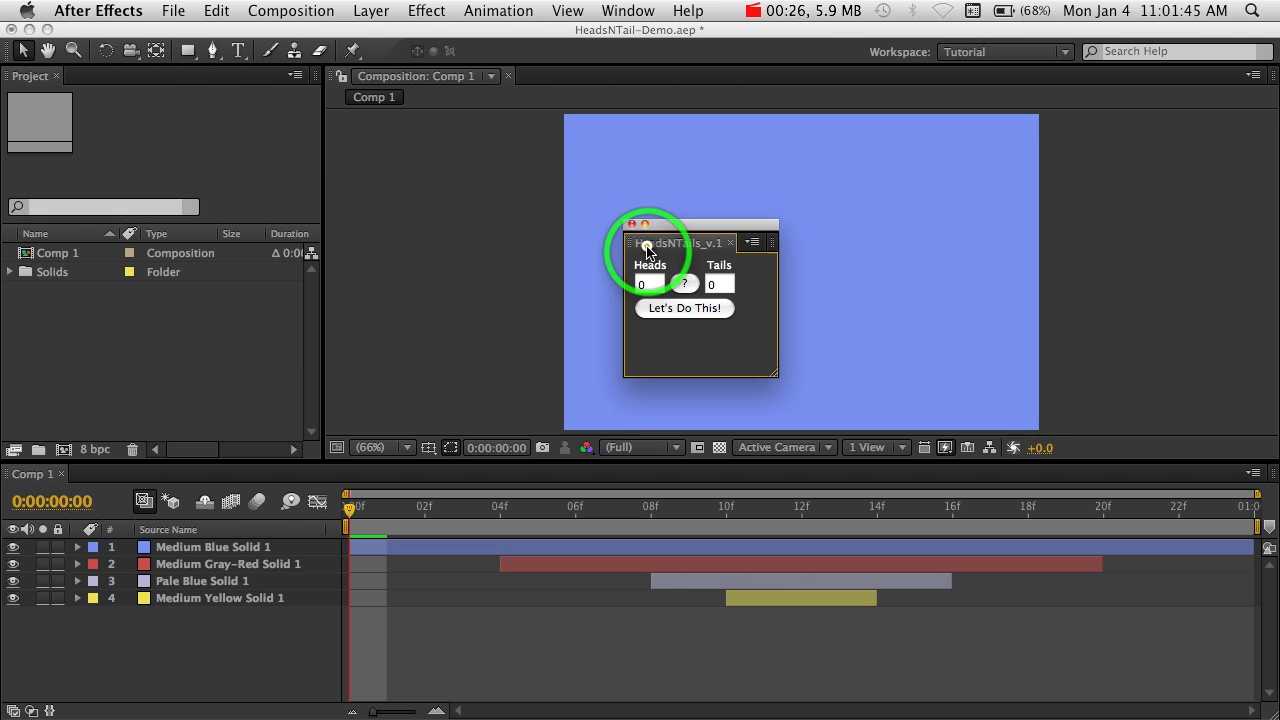 After Effects File Edit Composition Layer Effect Animation View Window Help 00:26, 5.9 MB (68%) Mon Jan 4 11:01:45 AM
HeadsNTail-Demo.aep *
T Workspace: Tutorial Search Help
Project × Composition: Comp 1 ×
Comp 1
HeadsNTails_v.1 ×
Heads Tails
0 ? 0
Let's Do This!
Name Type Size Duration
Comp 1 Composition Δ 0:00
Solids Folder
8 bpc (66%) 0:00:00:00 (Full) Active Camera 1 View +0.0
Comp 1 ×
0:00:00:00 00f 02f 04f 06f 08f 10f 12f 14f 16f 18f 20f 22f 01:0
# Source Name
1 Medium Blue Solid 1
2 Medium Gray-Red Solid 1
3 Pale Blue Solid 1
4 Medium Yellow Solid 1